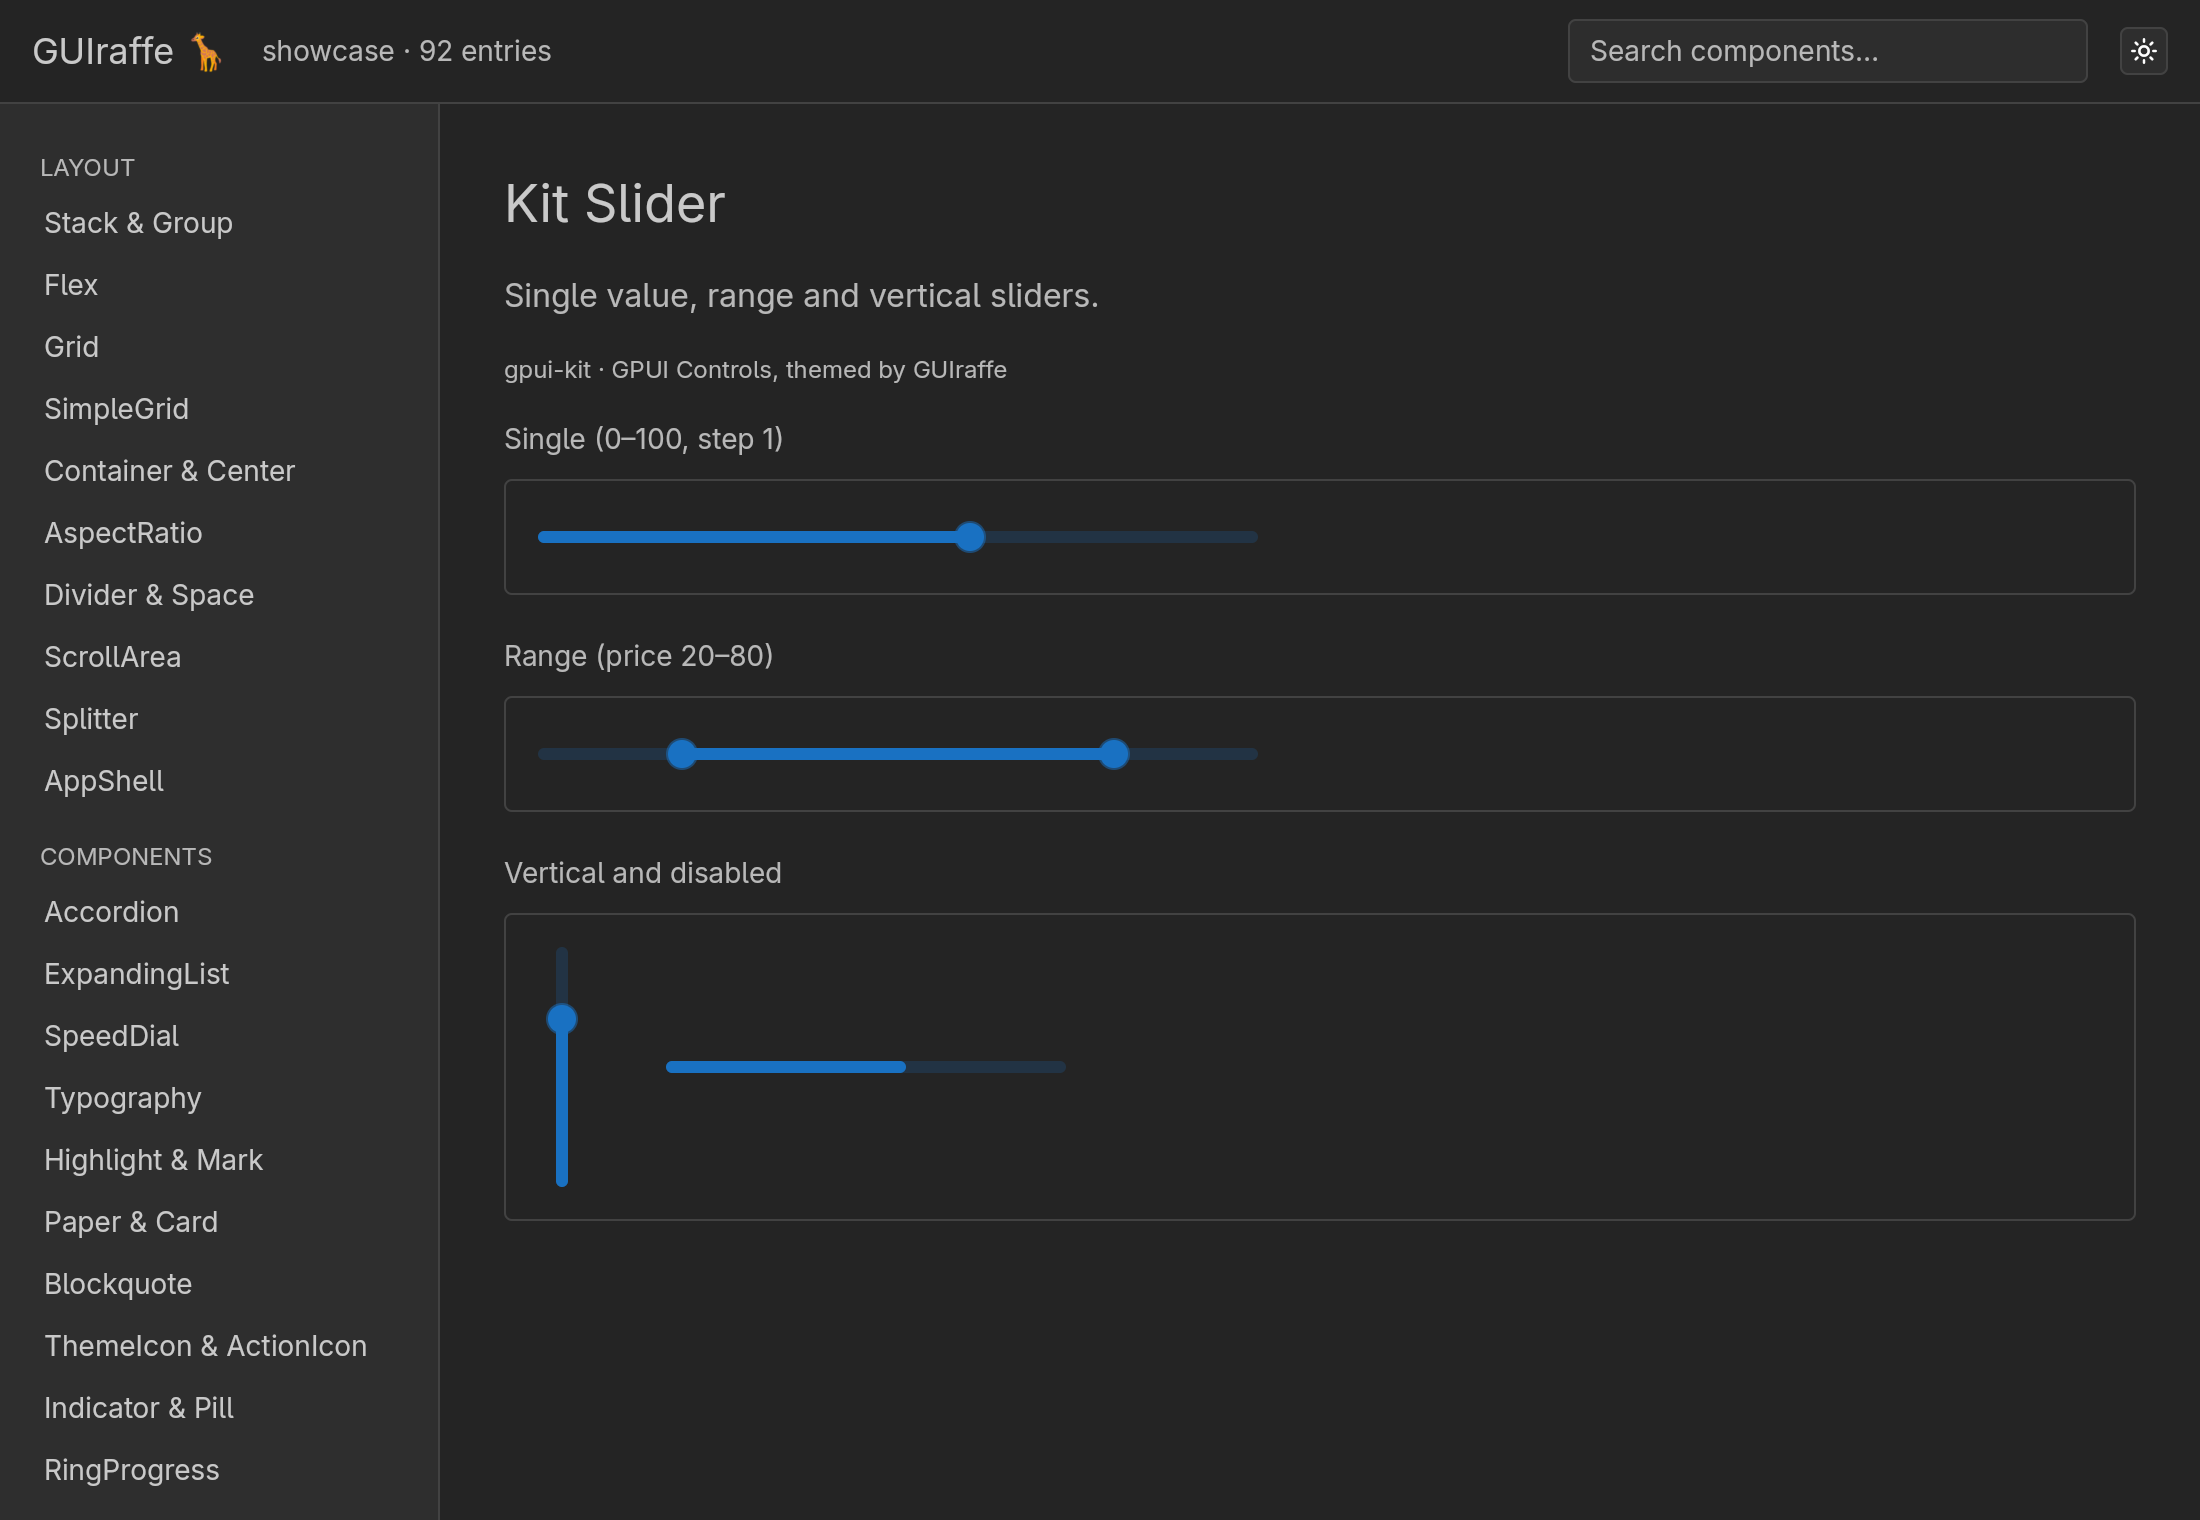 GUIraffe 🦒 showcase · 92 entries
Search components...
LAYOUT
Stack & Group
Flex
Grid
SimpleGrid
Container & Center
AspectRatio
Divider & Space
ScrollArea
Splitter
AppShell
COMPONENTS
Accordion
ExpandingList
SpeedDial
Typography
Highlight & Mark
Paper & Card
Blockquote
ThemeIcon & ActionIcon
Indicator & Pill
RingProgress
Kit Slider
Single value, range and vertical sliders.
gpui-kit · GPUI Controls, themed by GUIraffe
Single (0–100, step 1)
Range (price 20–80)
Vertical and disabled